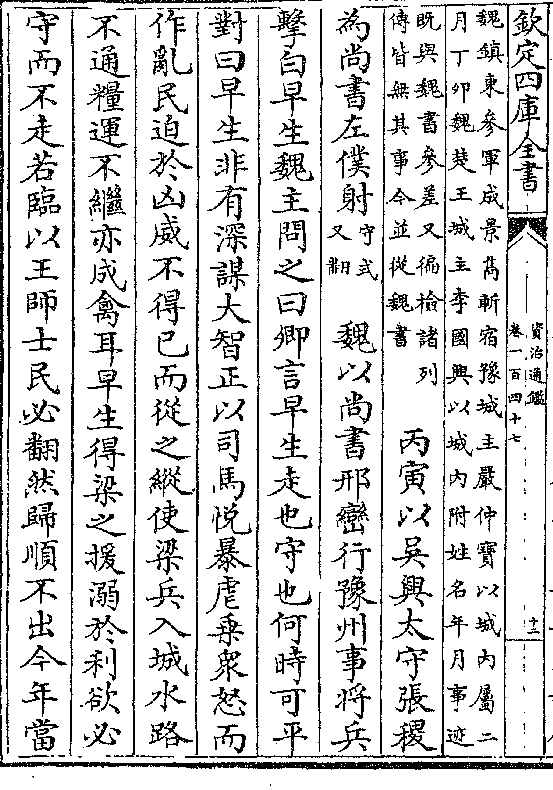 欽定四庫全書
資治通鑑
卷一百四十七
十二
魏鎮東參軍成景雋斬宿豫城主嚴仲寶以城内屬二
月丁卯魏楚王城主李國興以城内附姓名年月事迹
既與魏書參差又徧檢諸列
傳皆無其事今並從魏書
丙寅以吳興太守張稷
為尚書左僕射守式又翻
魏以尚書邢巒行豫州事将兵
擊白早生魏主問之曰卿言早生走也守也何時可平
對曰早生非有深謀大智正以司馬悅暴虐乗衆怒而
作亂民迫於凶威不得已而從之縱使梁兵入城水路
不通糧運不繼亦成禽耳早生得梁之援溺於利欲必
守而不走若臨以王師士民必翻然歸順不出今年當